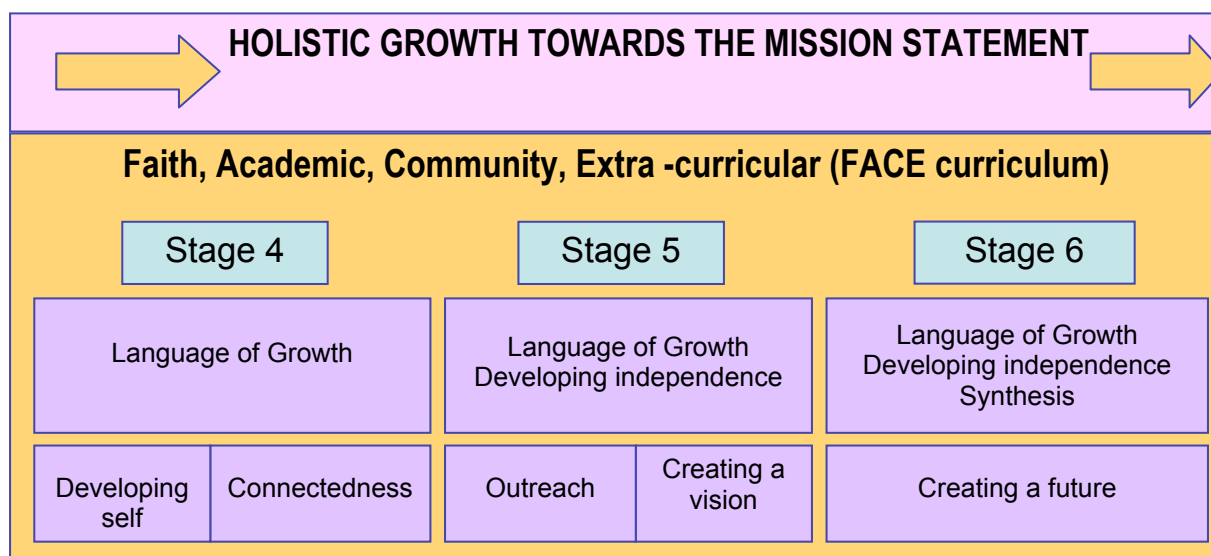 HOLISTIC GROWTH TOWARDS THE MISSION STATEMENT
Faith, Academic, Community, Extra -curricular (FACE curriculum)
Stage 4
Stage 5
Stage 6
Language of Growth
Language of Growth
Developing independence
Language of Growth
Developing independence
Synthesis
Developing
self
Connectedness
Outreach
Creating a
vision
Creating a future